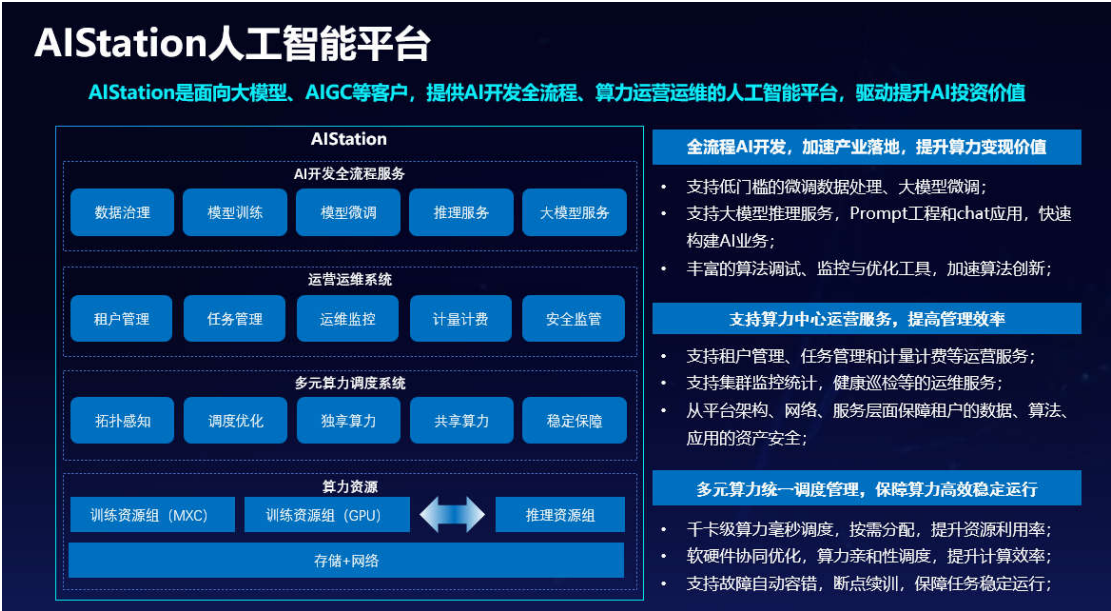 AIStation人工智能平台
AIStation是面向大模型、AIGC等客户，提供AI开发全流程、算力运营运维的人工智能平台，驱动提升AI投资价值
AIStation
AI开发全流程服务
数据治理
模型训练
模型微调
推理服务
大模型服务
运营运维系统
租户管理
任务管理
运维监控
计量计费
安全监管
多元算力调度系统
拓扑感知
调度优化
独享算力
共享算力
稳定保障
算力资源
训练资源组（MXC）
训练资源组（GPU）
推理资源组
存储+网络
全流程AI开发，加速产业落地，提升算力变现价值
• 支持低门槛的微调数据处理、大模型微调；
• 支持大模型推理服务，Prompt工程和chat应用，快速
构建AI业务；
• 丰富的算法调试、监控与优化工具，加速算法创新；
支持算力中心运营服务，提高管理效率
• 支持租户管理、任务管理和计量计费等运营服务；
• 支持集群监控统计，健康巡检等的运维服务；
• 从平台架构、网络、服务层面保障租户的数据、算法、
应用的资产安全；
多元算力统一调度管理，保障算力高效稳定运行
• 千卡级算力毫秒调度，按需分配，提升资源利用率；
• 软硬件协同优化，算力亲和性调度，提升计算效率；
• 支持故障自动容错，断点续训，保障任务稳定运行；